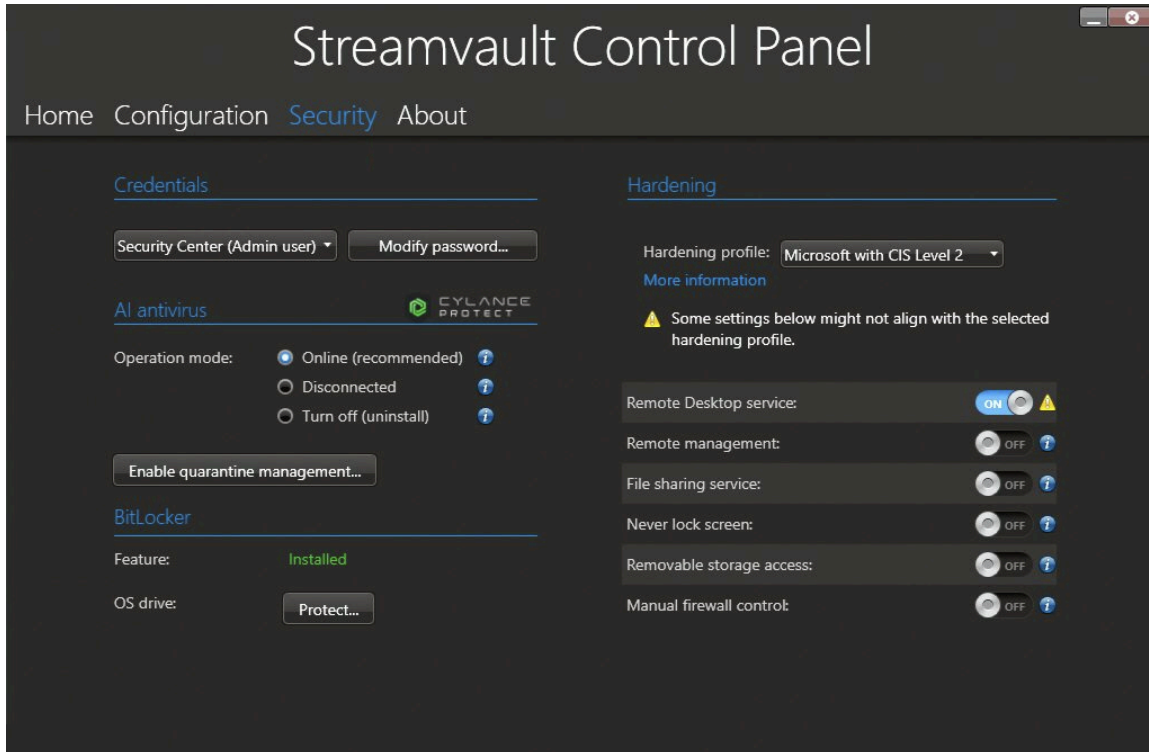 Streamvault Control Panel
Home Configuration Security About
Credentials
Security Center (Admin user)
Modify password...
AI antivirus
CYLANCE
PROTECT
Operation mode:
Online (recommended)
Disconnected
Turn off (uninstall)
Enable quarantine management...
BitLocker
Feature: Installed
OS drive: Protect...
Hardening
Hardening profile: Microsoft with CIS Level 2
More information
Some settings below might not align with the selected
hardening profile.
Remote Desktop service: ON
Remote management: OFF
File sharing service: OFF
Never lock screen: OFF
Removable storage access: OFF
Manual firewall control: OFF